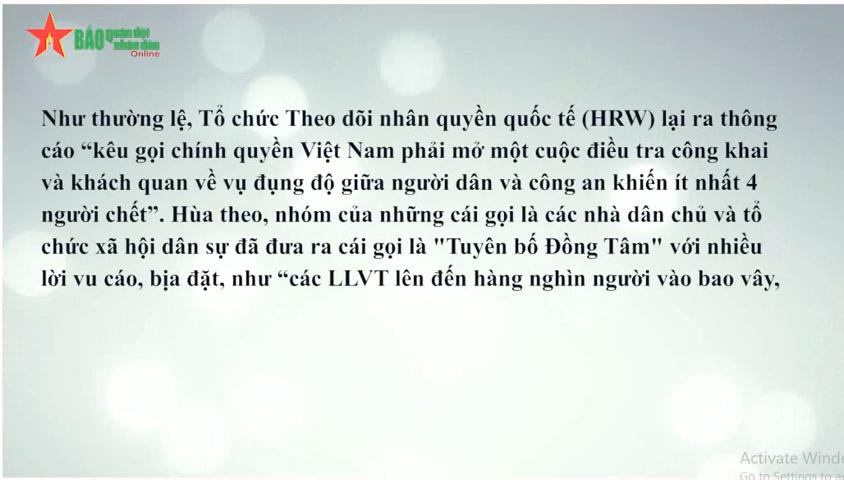 BÁO Quân đội
nhân dân
Online
Như thường lệ, Tổ chức Theo dõi nhân quyền quốc tế (HRW) lại ra thông
cáo “kêu gọi chính quyền Việt Nam phải mở một cuộc điều tra công khai
và khách quan về vụ đụng độ giữa người dân và công an khiến ít nhất 4
người chết”. Hùa theo, nhóm của những cái gọi là các nhà dân chủ và tổ
chức xã hội dân sự đã đưa ra cái gọi là "Tuyên bố Đồng Tâm" với nhiều
lời vu cáo, bịa đặt, như “các LLVT lên đến hàng nghìn người vào bao vây,
Activate Windo
Go to Settings to a